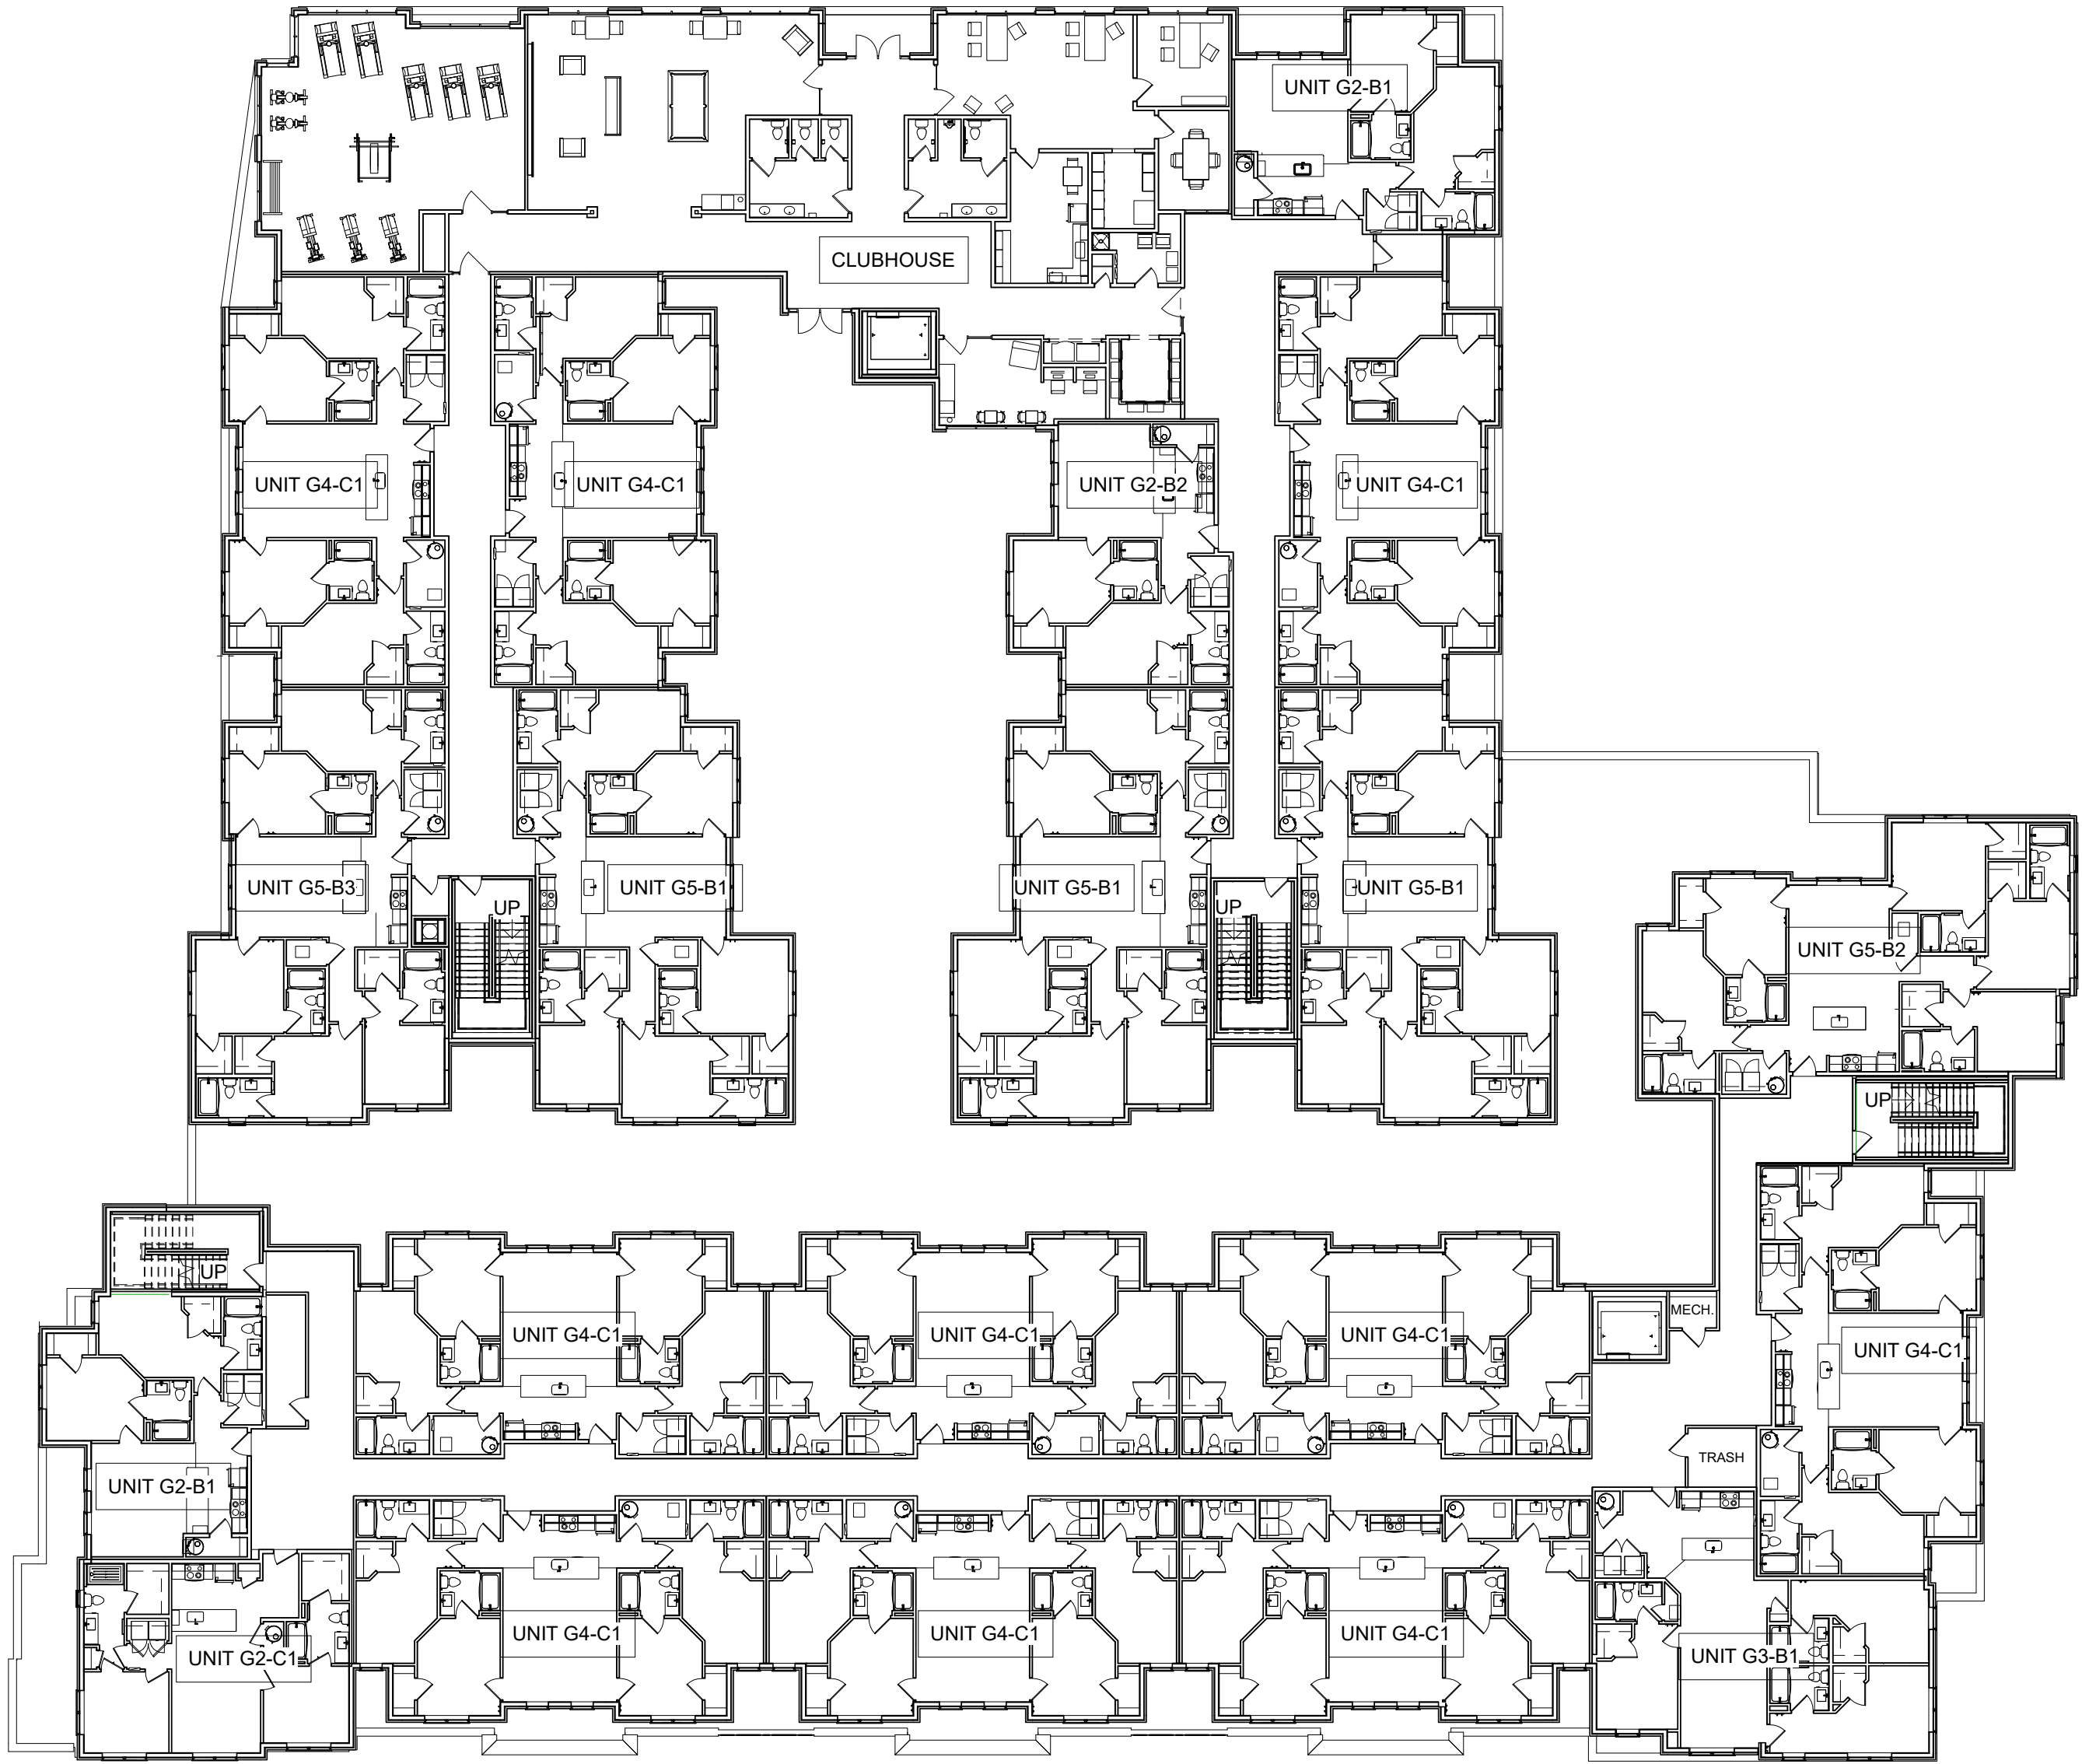 UNIT G2-B1
CLUBHOUSE
UNIT G4-C1
UNIT G4-C1
UNIT G2-B2
UNIT G4-C1
UNIT G5-B3
UNIT G5-B1
UNIT G5-B1
UNIT G5-B1
UP
UP
UNIT G5-B2
UP
UP
MECH.
UNIT G4-C1
UNIT G4-C1
UNIT G4-C1
UNIT G4-C1
TRASH
UNIT G2-B1
UNIT G4-C1
UNIT G4-C1
UNIT G4-C1
UNIT G2-C1
UNIT G3-B1